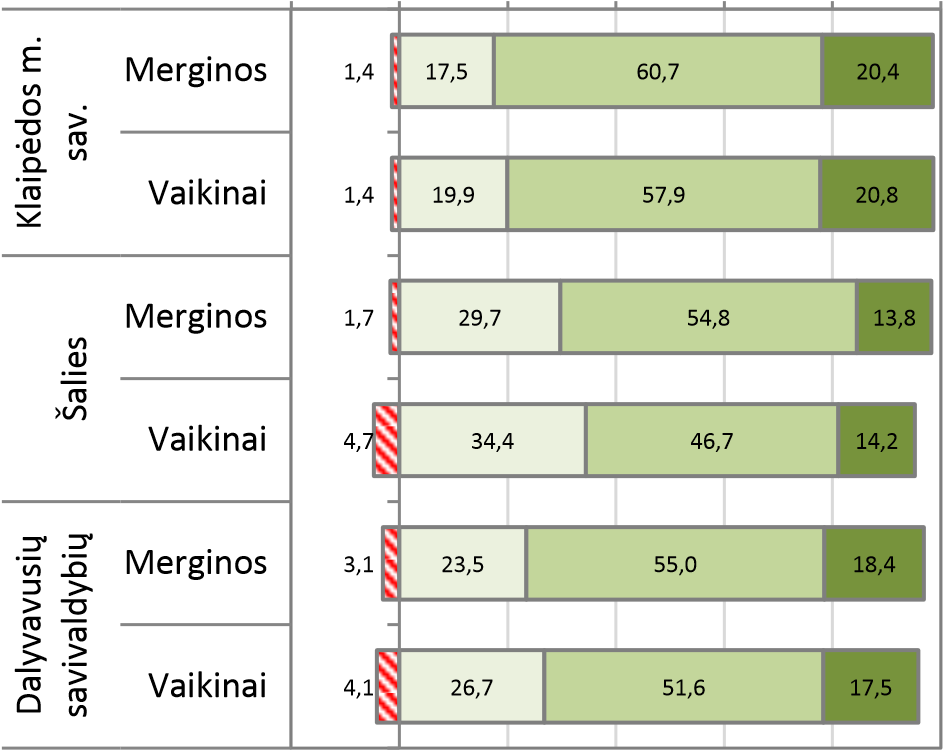 Klaipėdos m.
sav.
Merginos 1,4 17,5 60,7 20,4
Vaikinai 1,4 19,9 57,9 20,8
Šalies
Merginos 1,7 29,7 54,8 13,8
Vaikinai 4,7 34,4 46,7 14,2
Dalyvavusių
savivaldybių
Merginos 3,1 23,5 55,0 18,4
Vaikinai 4,1 26,7 51,6 17,5